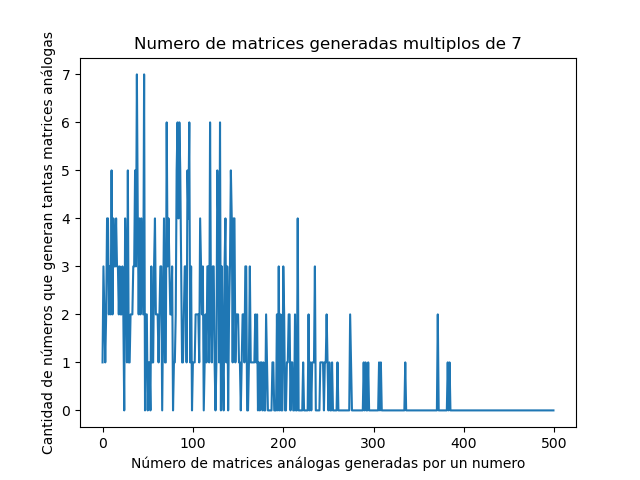 Numero de matrices generadas multiplos de 7
Cantidad de números que generan tantas matrices análogas
7
6
5
4
3
2
1
0
0 100 200 300 400 500
Número de matrices análogas generadas por un numero